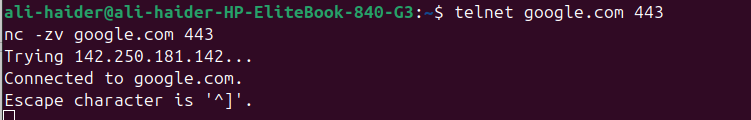 ali-haider@ali-haider-HP-EliteBook-840-G3:~$ telnet google.com 443
nc -zv google.com 443
Trying 142.250.181.142...
Connected to google.com.
Escape character is '^]'.